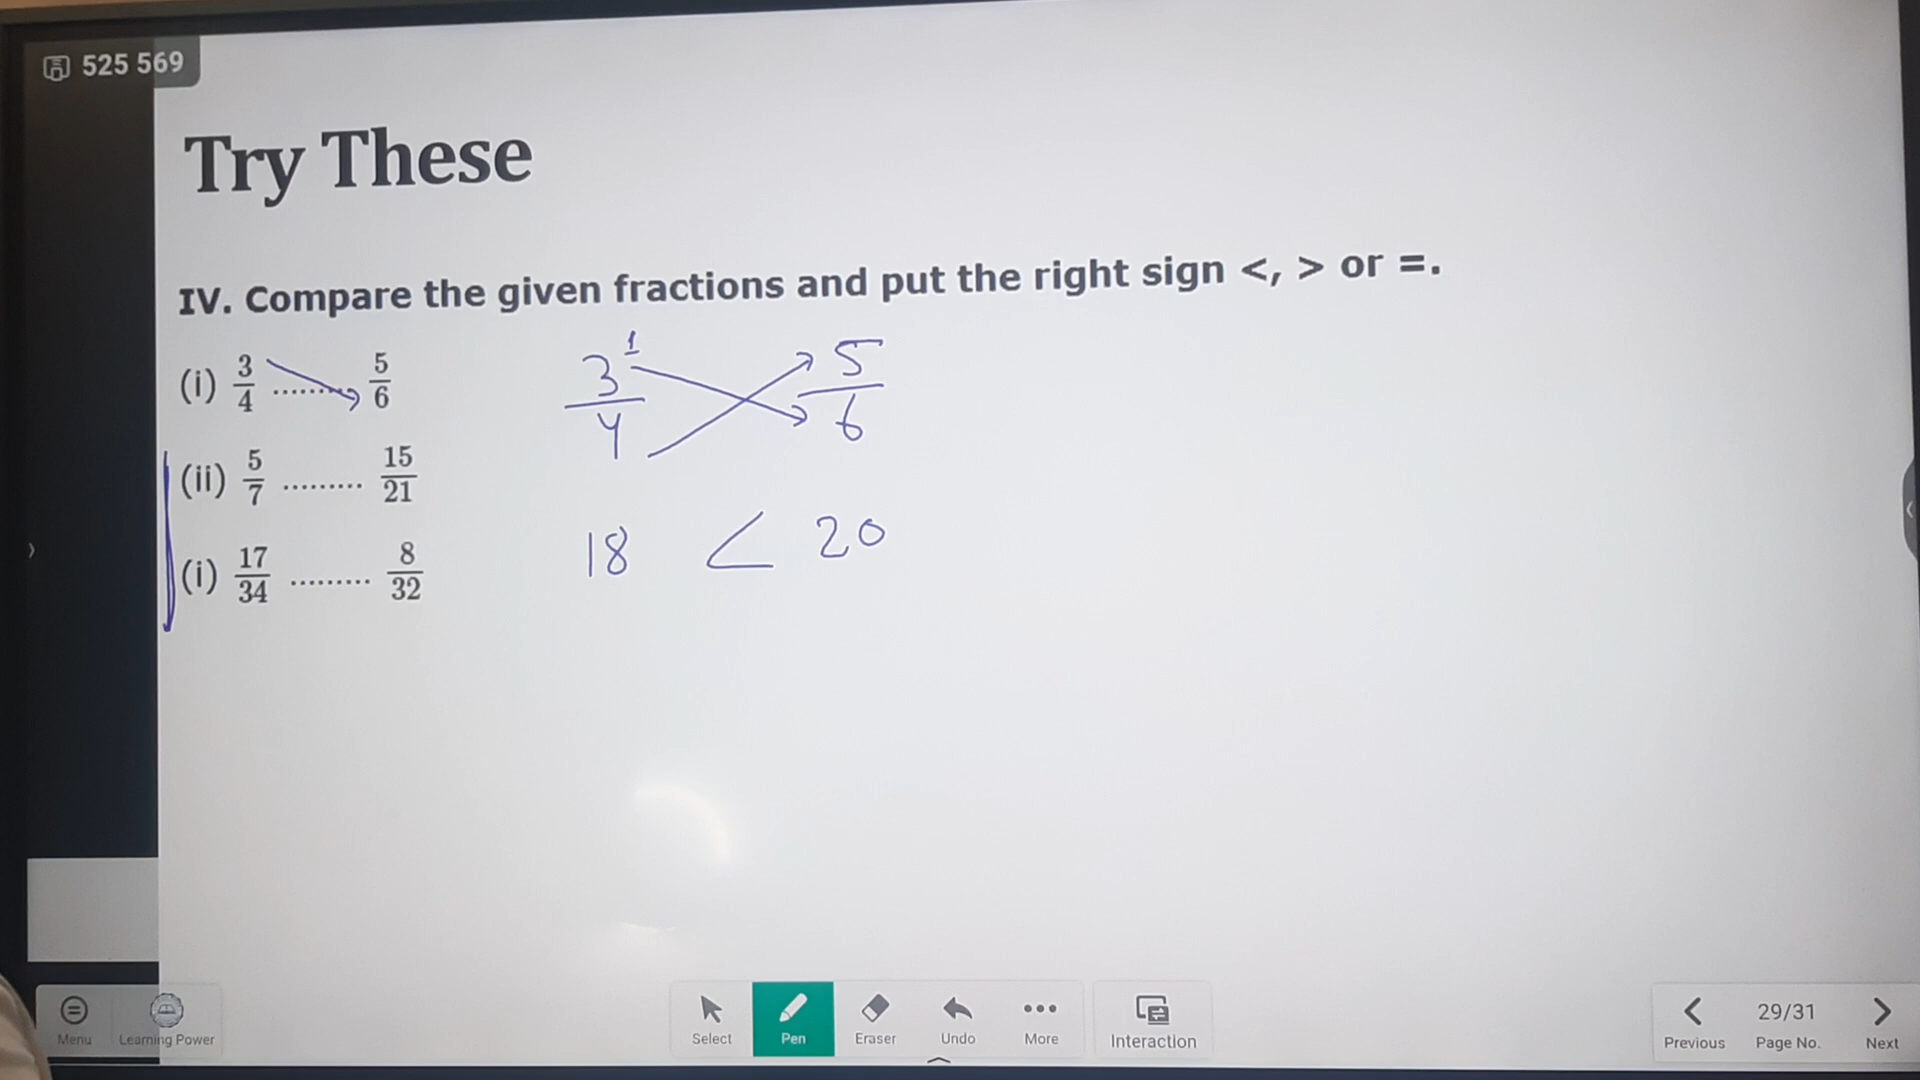 525 569
Try These
IV. Compare the given fractions and put the right sign <, > or =.
(i) 3/4 ......... 5/6
(ii) 5/7 ......... 15/21
(i) 17/34 ......... 8/32
3/4 5/6
18 < 20
Menu Learning Power Select Pen Eraser Undo More Interaction Previous 29/31 Page No. Next